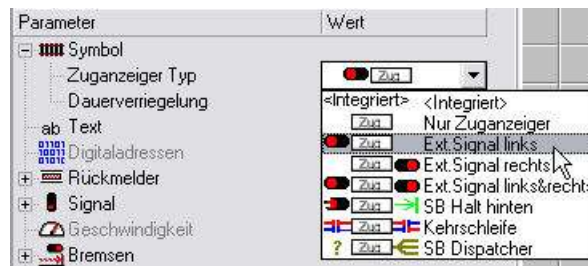 Parameter Wert
Symbol
Zuganzeiger Typ Zug
Dauerverriegelung <Integriert> <Integriert>
ab Text Zug Nur Zuganzeiger
Digitaladressen Zug Ext.Signal links
Zug Ext.Signal rechts
Rückmelder Zug Ext.Signal links&rechts
Signal Zug SB Halt hinten
Geschwindigkeit Zug Kehrschleife
Bremsen ? Zug SB Dispatcher